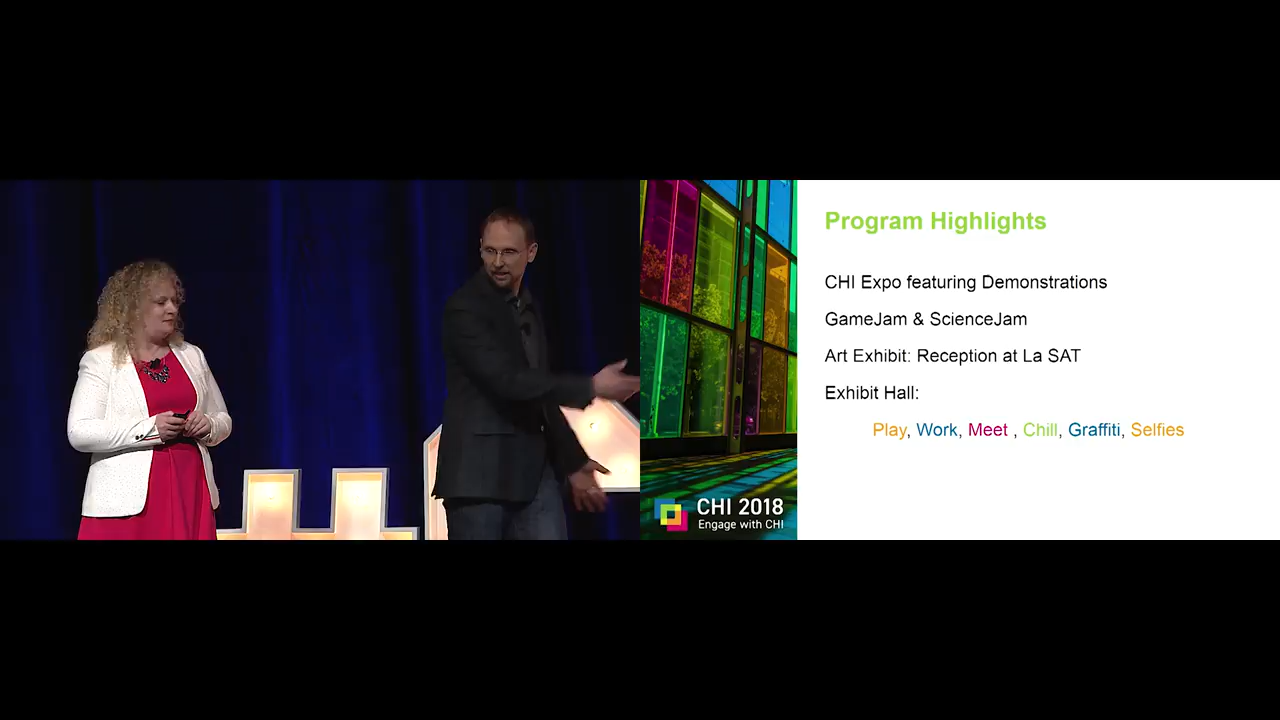 Program Highlights
CHI Expo featuring Demonstrations
GameJam & ScienceJam
Art Exhibit: Reception at La SAT
Exhibit Hall:
Play, Work, Meet , Chill, Graffiti, Selfies
CHI 2018
Engage with CHI